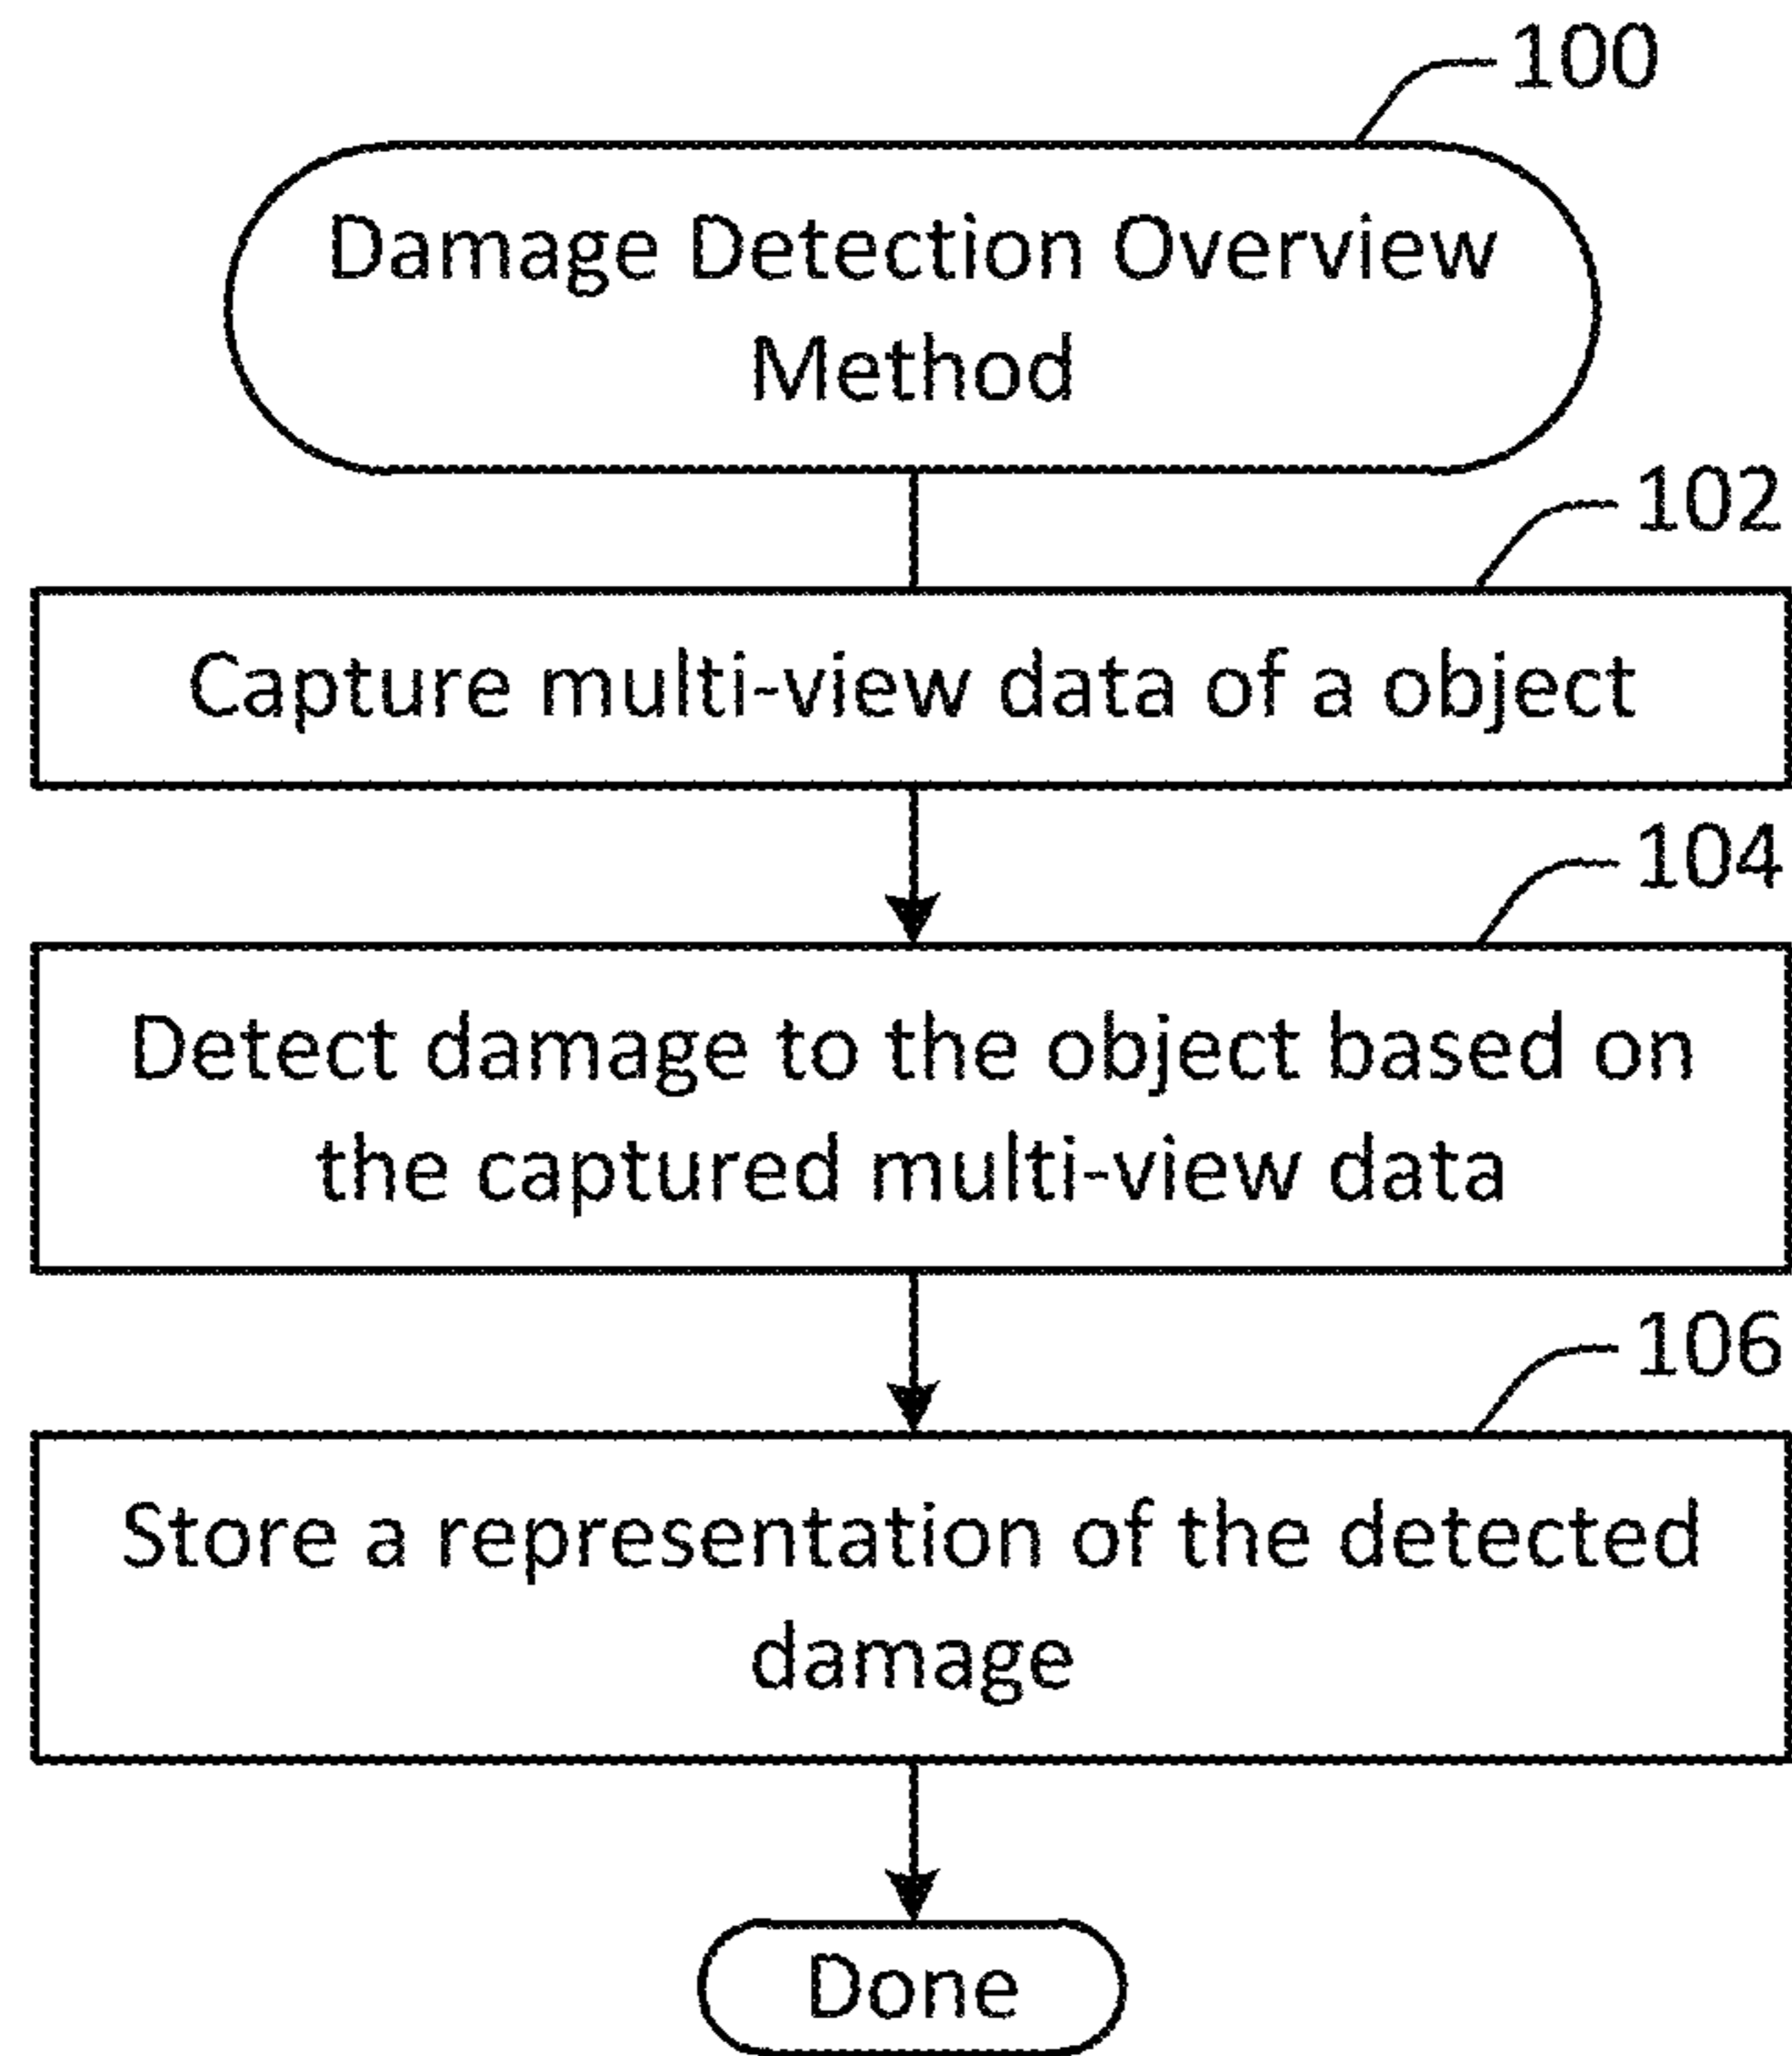 100
Damage Detection Overview
Method
102
Capture multi-view data of a object
104
Detect damage to the object based on
the captured multi-view data
106
Store a representation of the detected
damage
Done